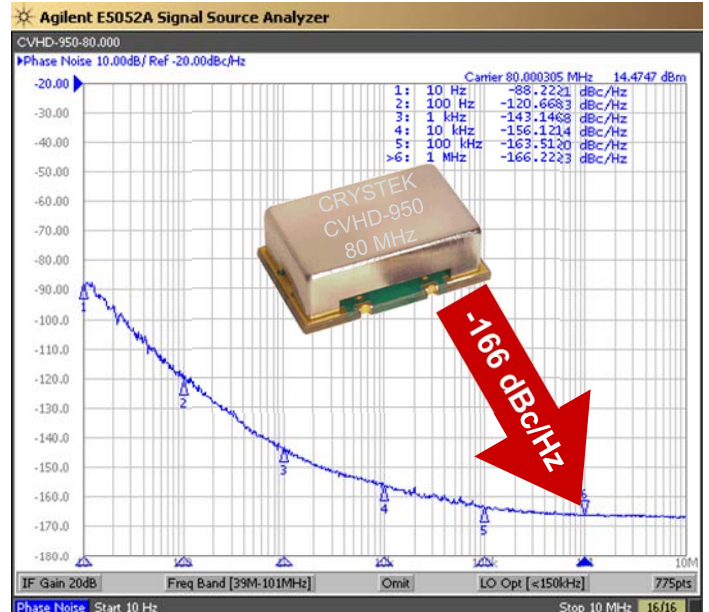 Agilent E5052A Signal Source Analyzer
CVHD-950-80.000
▶Phase Noise 10.00dB/ Ref -20.00dBc/Hz
Carrier 80.000305 MHz 14.4747 dBm
1: 10 Hz -88.2221 dBc/Hz
2: 100 Hz -120.6683 dBc/Hz
3: 1 kHz -143.1468 dBc/Hz
4: 10 kHz -156.1214 dBc/Hz
5: 100 kHz -163.5120 dBc/Hz
>6: 1 MHz -166.2223 dBc/Hz
-20.00
-30.00
-40.00
-50.00
-60.00
-70.00
-80.00
-90.00
-100.0
-110.0
-120.0
-130.0
-140.0
-150.0
-160.0
-170.0
-180.0
CRYSTEK
CVHD-950
80 MHz
-166 dBc/Hz
1
2
3
4
5
6
10M
IF Gain 20dB Freq Band [39M-101MHz] Omit LO Opt [<150kHz] 775pts
Phase Noise Start 10 Hz Stop 10 MHz 16/16